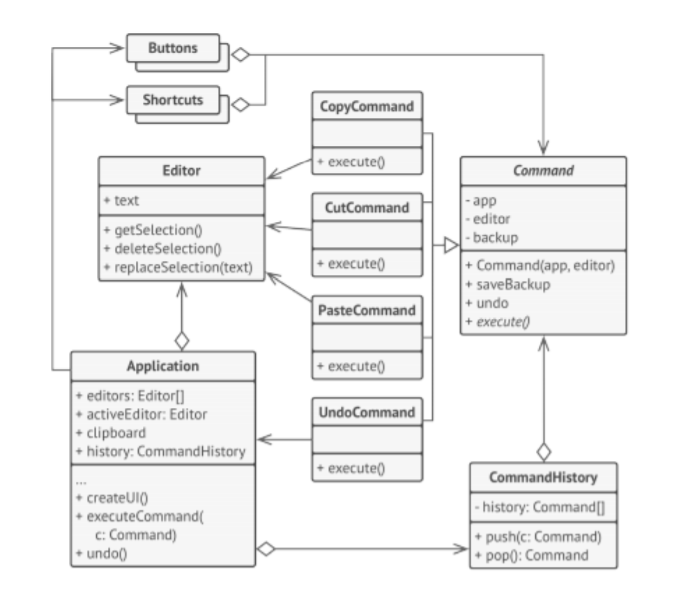 Buttons
Shortcuts
CopyCommand
+ execute()
Editor
+ text
+ getSelection()
+ deleteSelection()
+ replaceSelection(text)
CutCommand
+ execute()
Command
- app
- editor
- backup
+ Command(app, editor)
+ saveBackup
+ undo
+ execute()
PasteCommand
+ execute()
Application
+ editors: Editor[]
+ activeEditor: Editor
+ clipboard
+ history: CommandHistory
...
+ createUI()
+ executeCommand(
c: Command)
+ undo()
UndoCommand
+ execute()
CommandHistory
- history: Command[]
+ push(c: Command)
+ pop(): Command